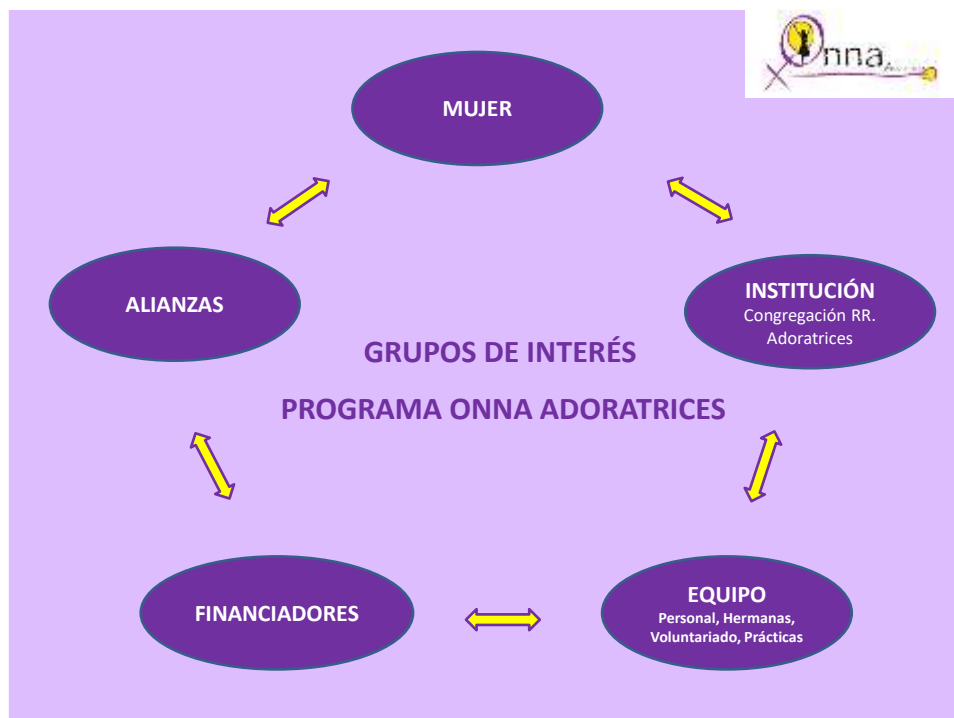 Onna
MUJER
ALIANZAS
INSTITUCIÓN
Congregación RR.
Adoratrices
GRUPOS DE INTERÉS
PROGRAMA ONNA ADORATRICES
FINANCIADORES
EQUIPO
Personal, Hermanas,
Voluntariado, Prácticas